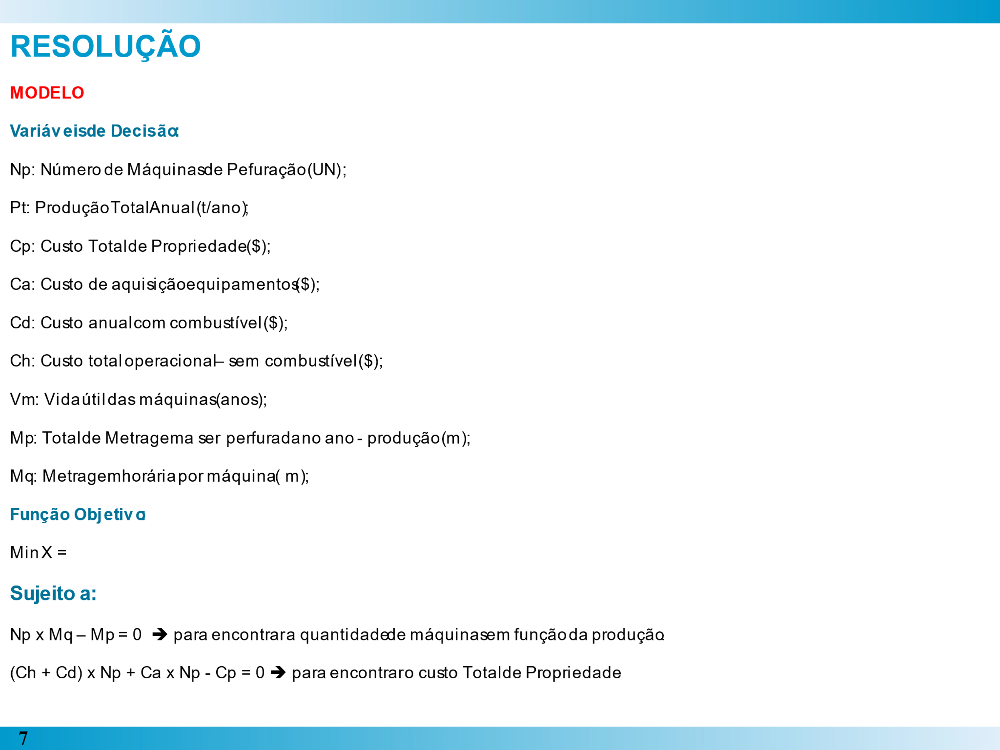 RESOLUÇÃO
MODELO
Variáveis de Decisão:
Np: Número de Máquinas de Pefuração (UN);
Pt: Produção Total Anual (t/ano);
Cp: Custo Total de Propriedade ($);
Ca: Custo de aquisição equipamentos ($);
Cd: Custo anual com combustível ($);
Ch: Custo total operacional – sem combustível ($);
Vm: Vida útil das máquinas (anos);
Mp: Total de Metragem a ser perfurada no ano - produção (m);
Mq: Metragem horária por máquina ( m);
Função Objetivo:
Min X =
Sujeito a:
Np x Mq – Mp = 0 🡺 para encontrar a quantidade de máquinas em função da produção.
(Ch + Cd) x Np + Ca x Np - Cp = 0 🡺 para encontrar o custo Total de Propriedade.
7